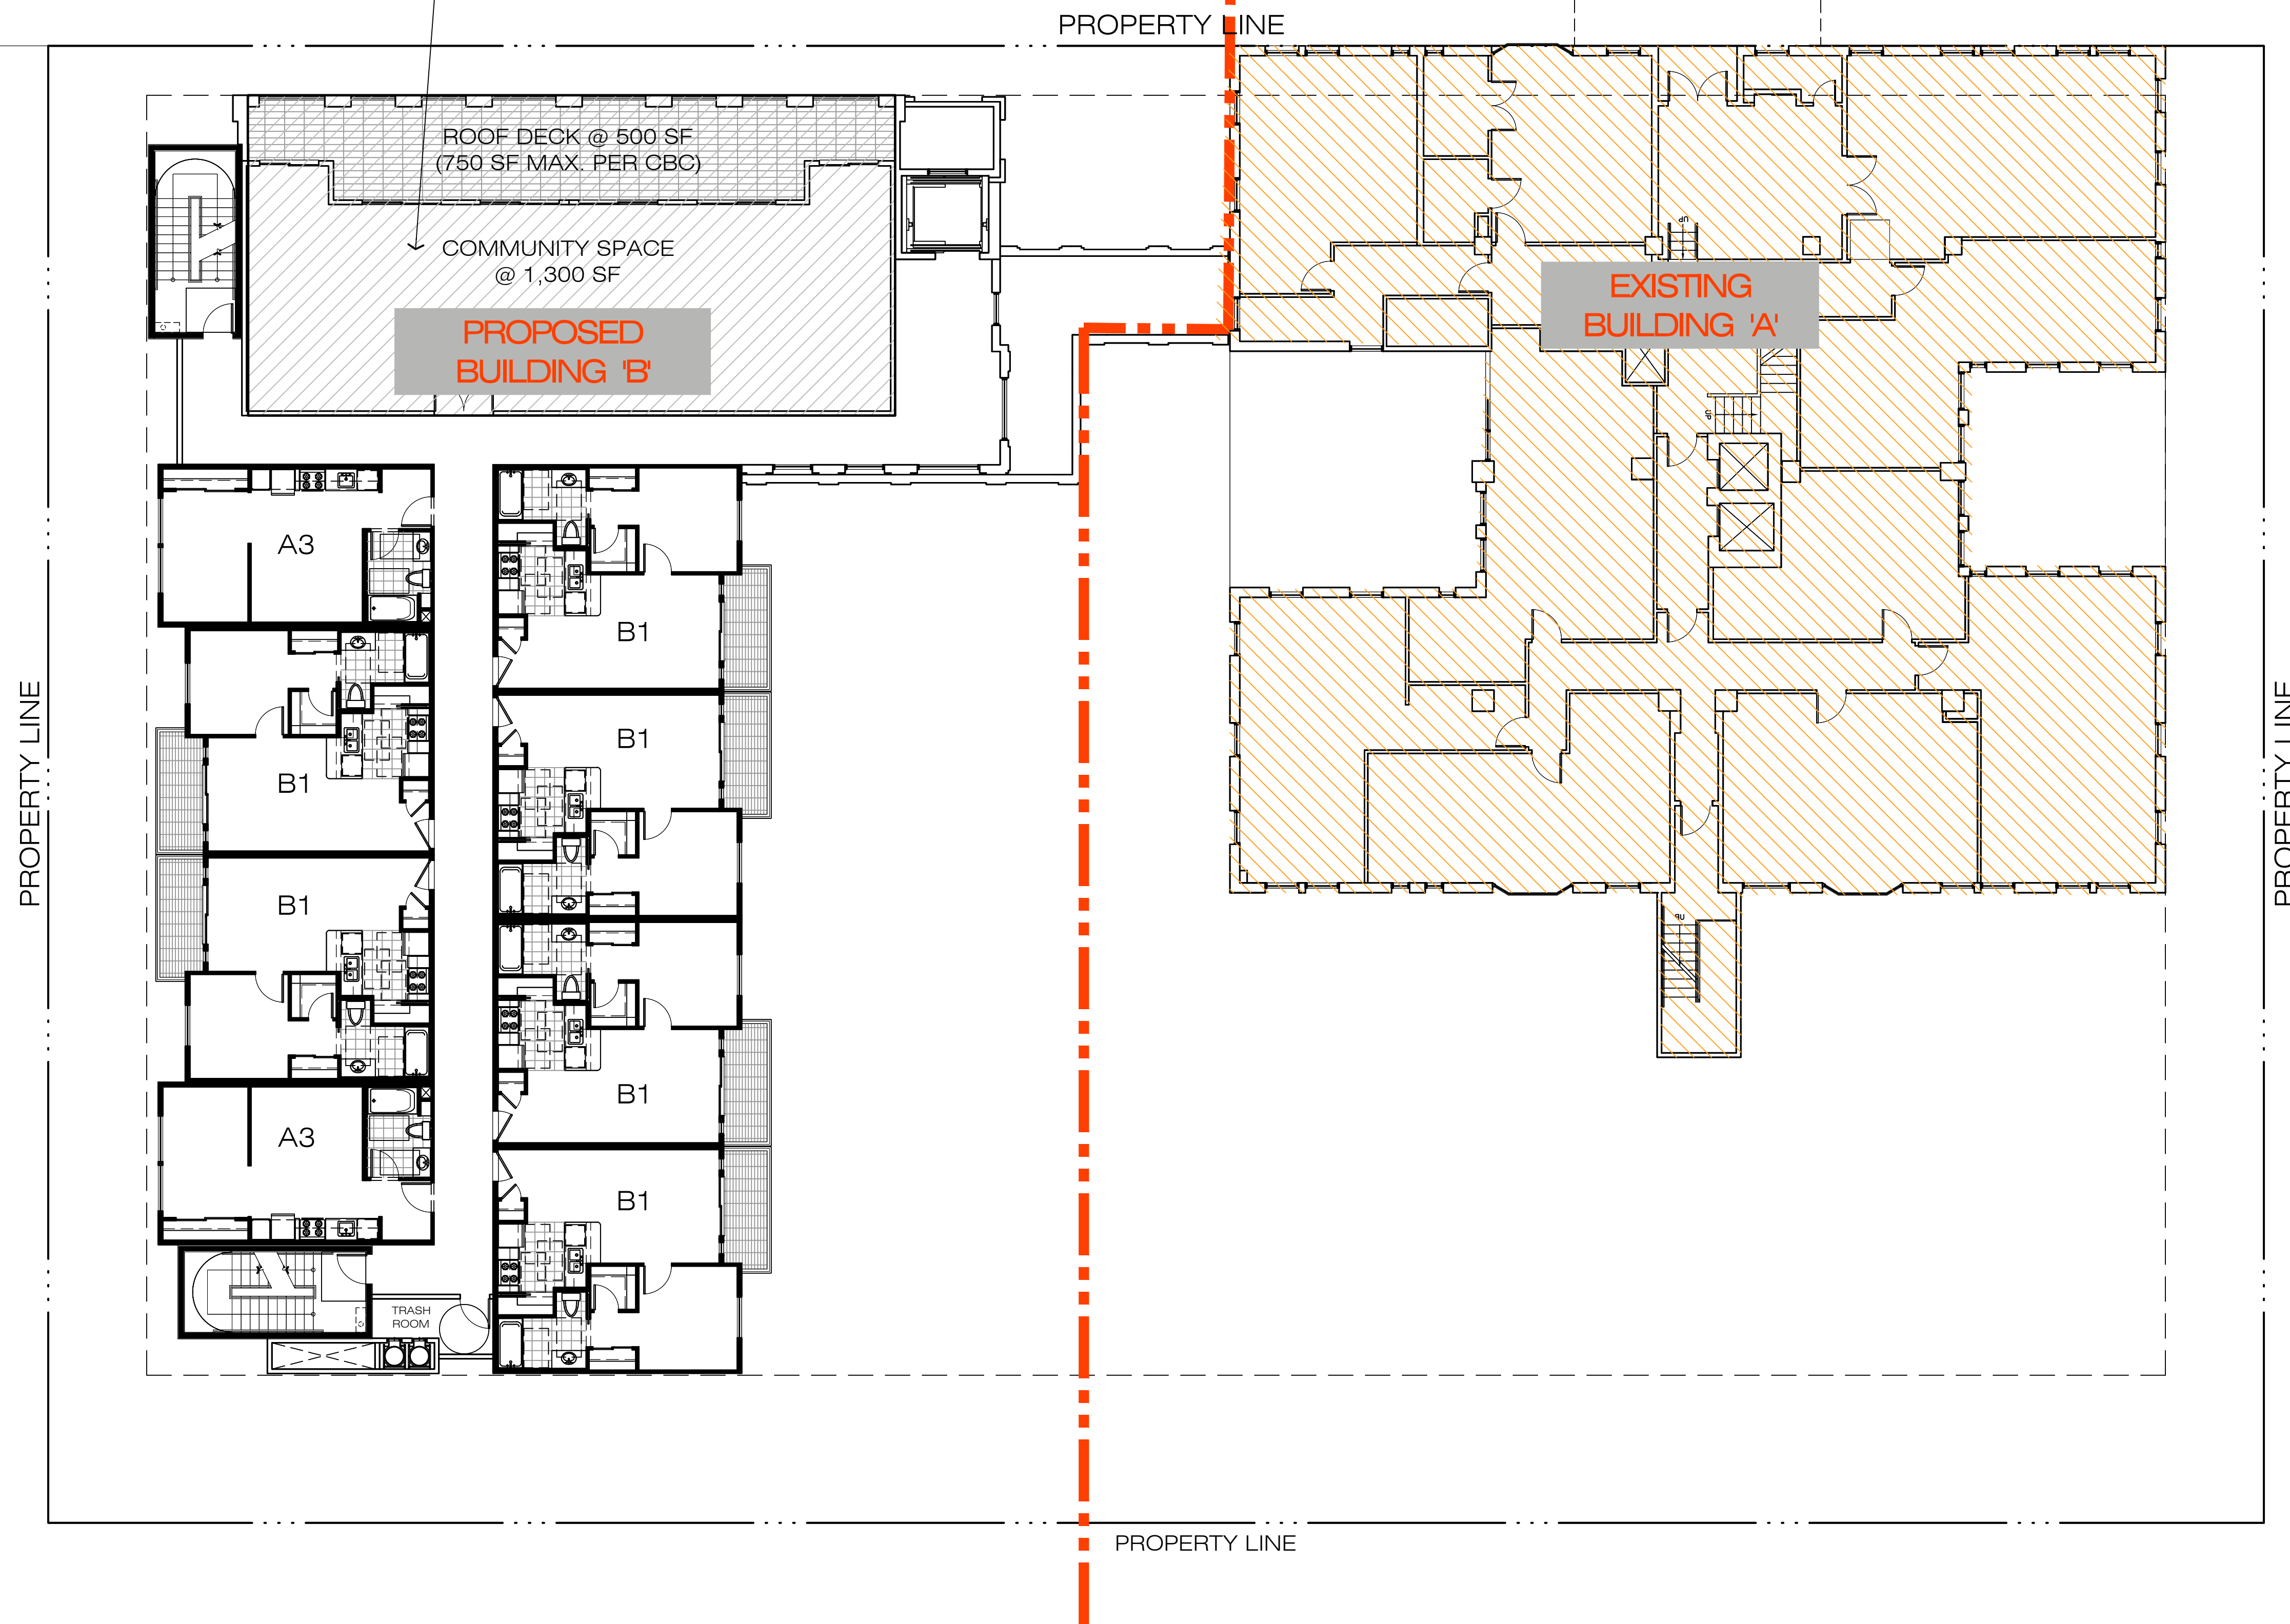 PROPERTY LINE
ROOF DECK @ 500 SF
(750 SF MAX. PER CBC)
COMMUNITY SPACE
@ 1,300 SF
PROPOSED
BUILDING 'B'
EXISTING
BUILDING 'A'
UP
UP
UP
A3
B1
B1
B1
B1
B1
A3
B1
TRASH
ROOM
PROPERTY LINE
PROPERTY LINE
PROPERTY LINE